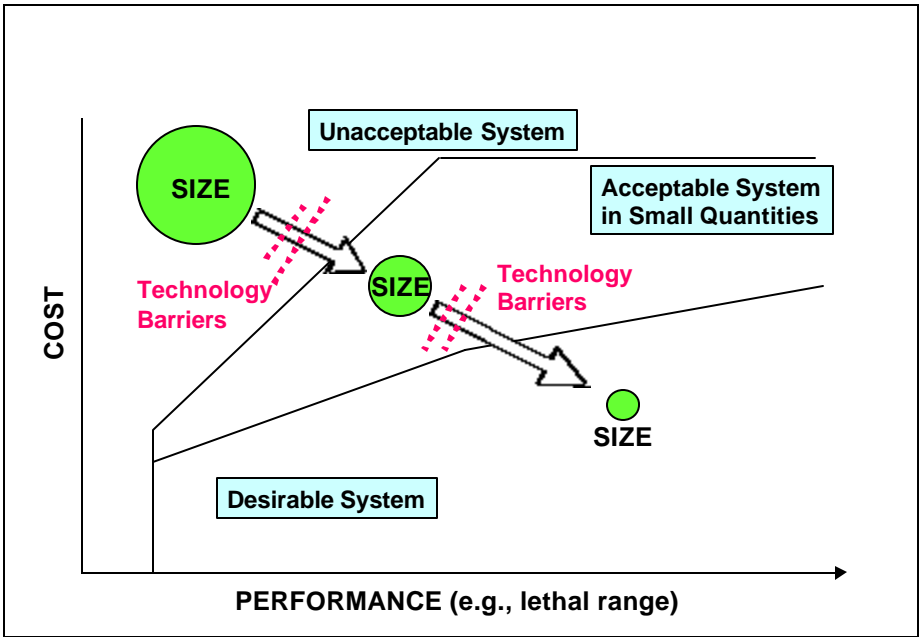 Unacceptable System
SIZE
Acceptable System
in Small Quantities
Technology
Barriers
SIZE
Technology
Barriers
COST
SIZE
Desirable System
PERFORMANCE (e.g., lethal range)